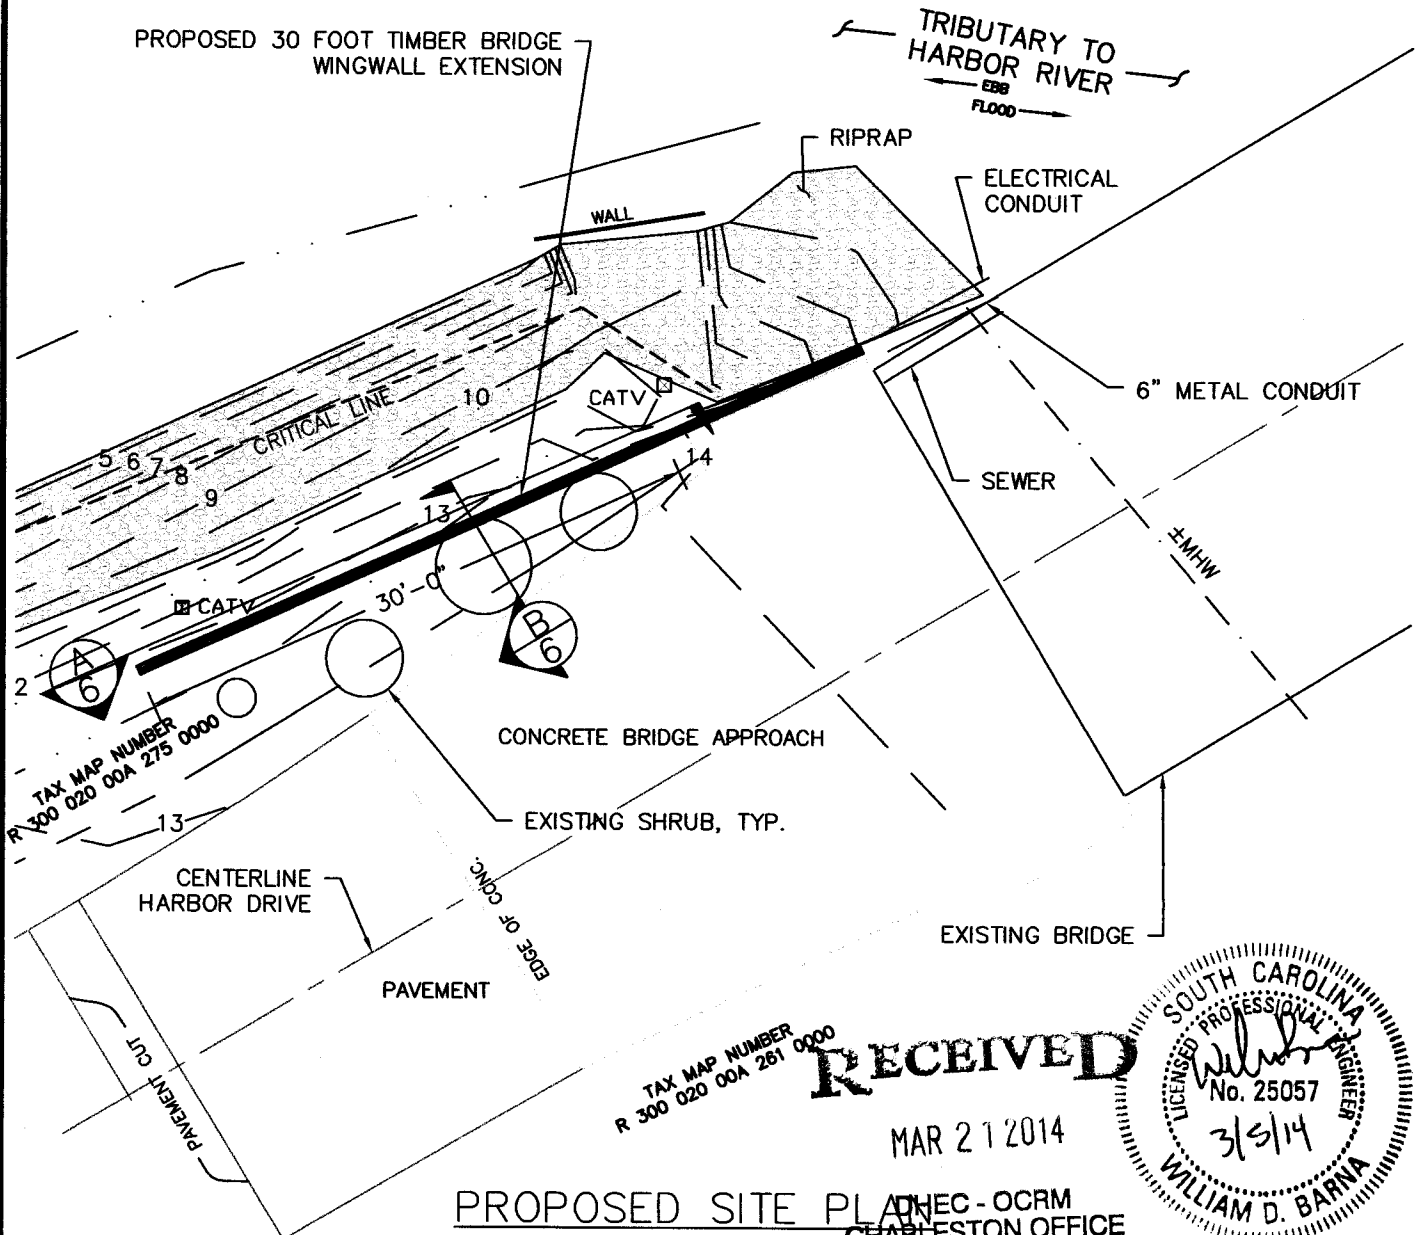 PROPOSED 30 FOOT TIMBER BRIDGE
WINGWALL EXTENSION
TRIBUTARY TO
HARBOR RIVER
EBB
FLOOD
RIPRAP
ELECTRICAL
CONDUIT
WALL
6" METAL CONDUIT
CATV
10
CRITICAL LINE
5
6
7
8
9
14
SEWER
13
±MHW
30'-0"
CATV
A
6
B
6
2
TAX MAP NUMBER
R 300 020 00A 275 0000
CONCRETE BRIDGE APPROACH
13
EXISTING SHRUB, TYP.
CENTERLINE
HARBOR DRIVE
EDGE OF CONC.
EXISTING BRIDGE
PAVEMENT
PAVEMENT CUT
TAX MAP NUMBER
R 300 020 00A 261 0000
RECEIVED
MAR 21 2014
DHEC - OCRM
CHARLESTON OFFICE
PROPOSED SITE PLAN
SOUTH CAROLINA
LICENSED PROFESSIONAL ENGINEER
No. 25057
3/5/14
WILLIAM D. BARNA